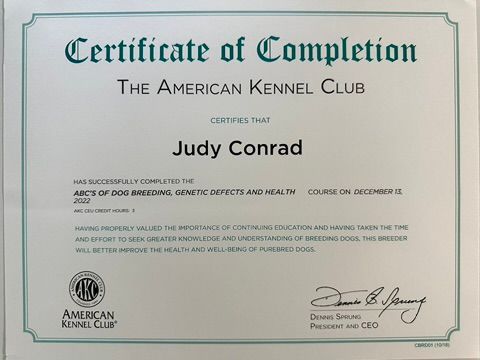 Certificate of Completion
THE AMERICAN KENNEL CLUB
CERTIFIES THAT
Judy Conrad
HAS SUCCESSFULLY COMPLETED THE
ABC'S OF DOG BREEDING, GENETIC DEFECTS AND HEALTH COURSE ON DECEMBER 13,
2022
AKC CEU CREDIT HOURS: 3
HAVING PROPERLY VALUED THE IMPORTANCE OF CONTINUING EDUCATION AND HAVING TAKEN THE TIME
AND EFFORT TO SEEK GREATER KNOWLEDGE AND UNDERSTANDING OF BREEDING DOGS, THIS BREEDER
WILL BETTER IMPROVE THE HEALTH AND WELL-BEING OF PUREBRED DOGS.
AMERICAN KENNEL CLUB
AKC
AMERICAN
KENNEL CLUB®
Dennis B. Sprung
DENNIS SPRUNG
PRESIDENT AND CEO
CBRD01 (10/18)